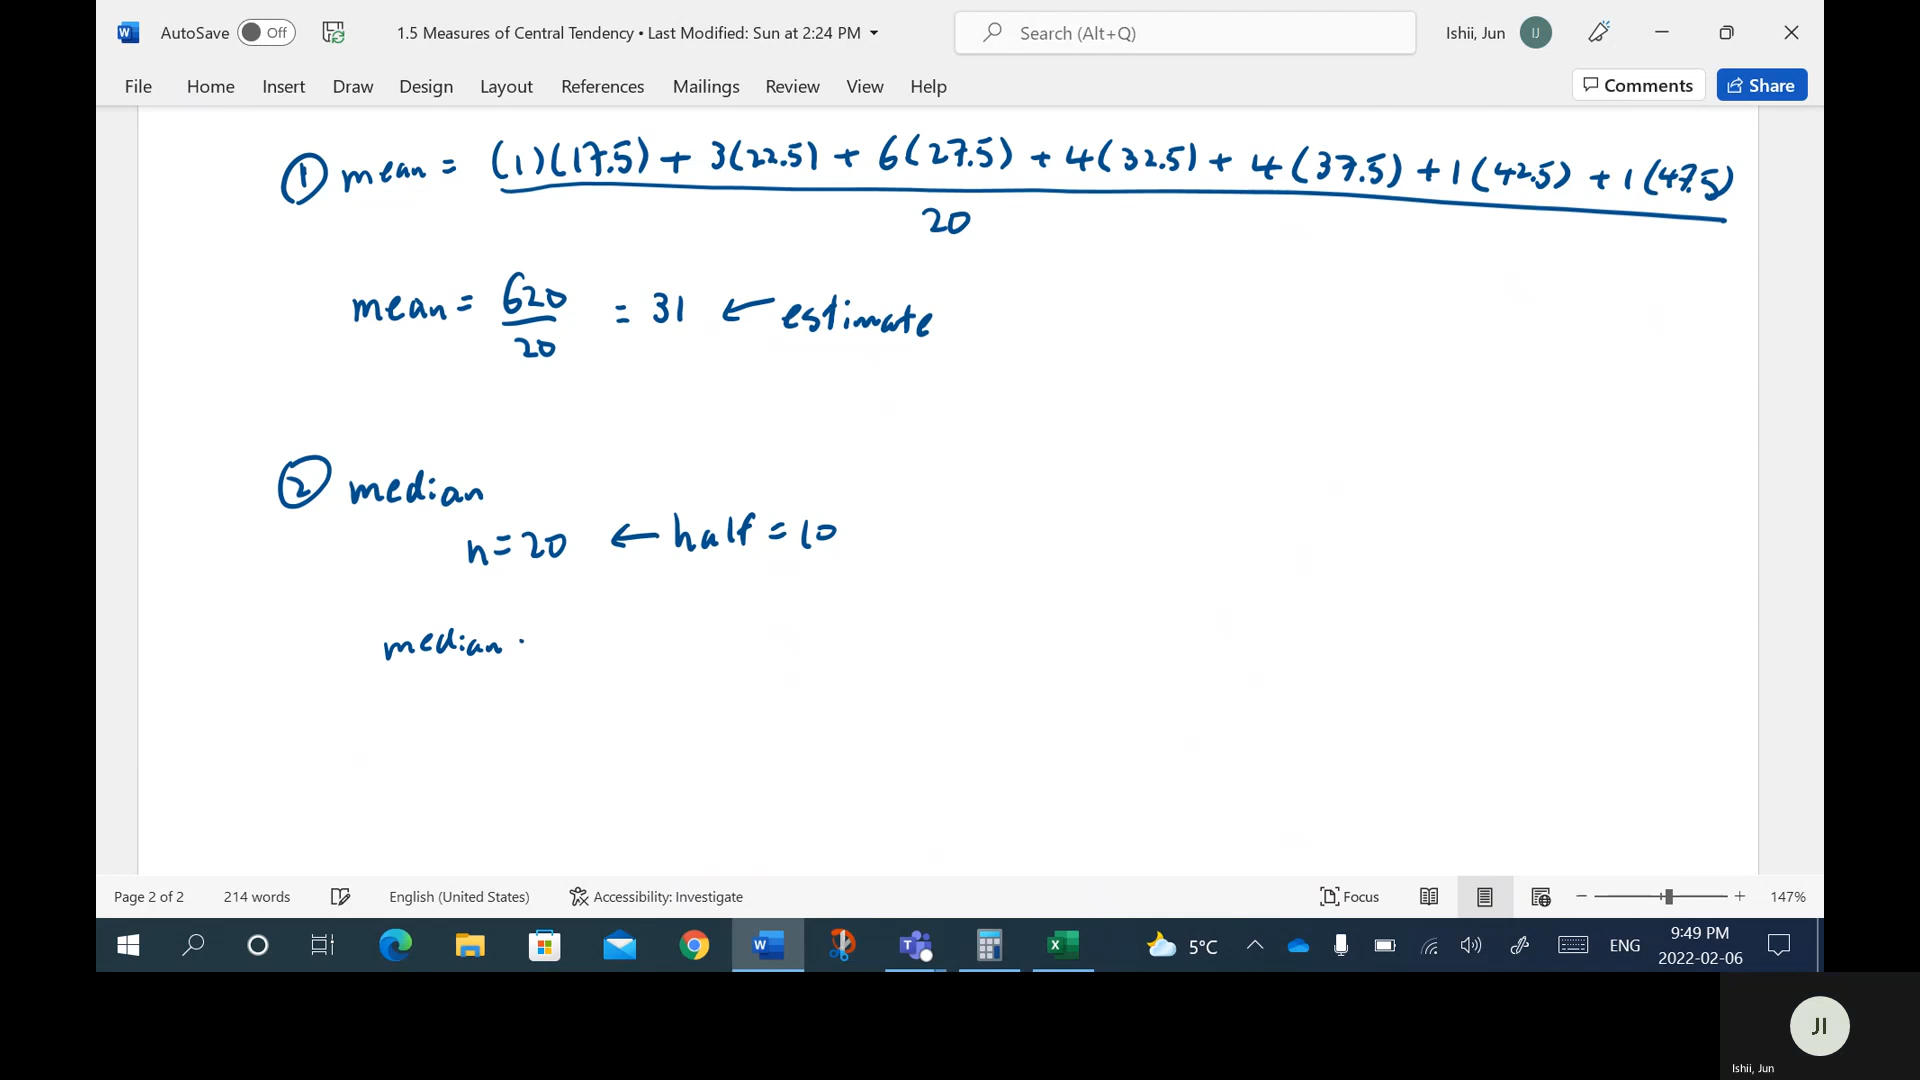 AutoSave Off 1.5 Measures of Central Tendency • Last Modified: Sun at 2:24 PM Search (Alt+Q) Ishii, Jun IJ
File Home Insert Draw Design Layout References Mailings Review View Help Comments Share
① mean = (1)(17.5) + 3(22.5) + 6(27.5) + 4(32.5) + 4(37.5) + 1(42.5) + 1(47.5)
20
mean = 620/20 = 31 ← estimate
② median
n = 20 ← half = 10
median
Page 2 of 2 214 words English (United States) Accessibility: Investigate Focus 147%
5°C ENG 9:49 PM
2022-02-06
JI
Ishii, Jun